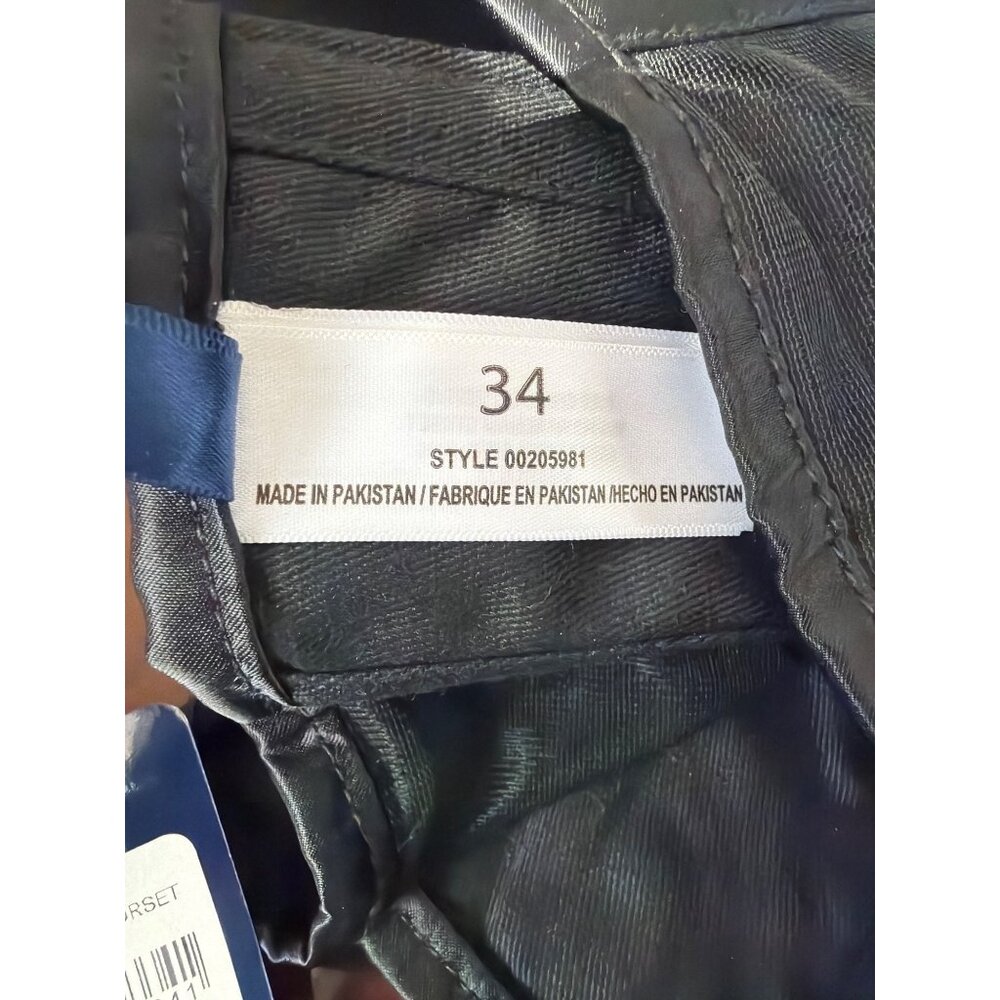 34
STYLE 00205981
MADE IN PAKISTAN / FABRIQUE EN PAKISTAN /HECHO EN PAKISTAN